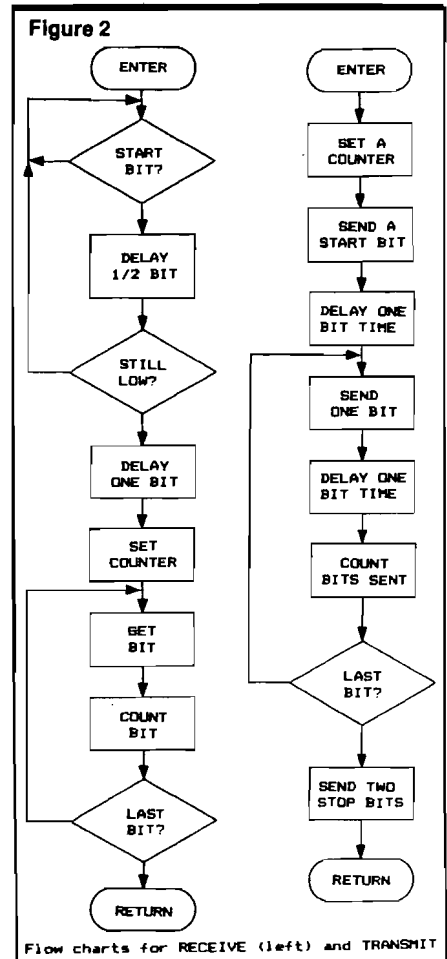 Figure 2
ENTER
START
BIT?
DELAY
1/2 BIT
STILL
LOW?
DELAY
ONE BIT
SET
COUNTER
GET
BIT
COUNT
BIT
LAST
BIT?
RETURN
ENTER
SET A
COUNTER
SEND A
START BIT
DELAY ONE
BIT TIME
SEND
ONE BIT
DELAY ONE
BIT TIME
COUNT
BITS SENT
LAST
BIT?
SEND TWO
STOP BITS
RETURN
Flow charts for RECEIVE (left) and TRANSMIT